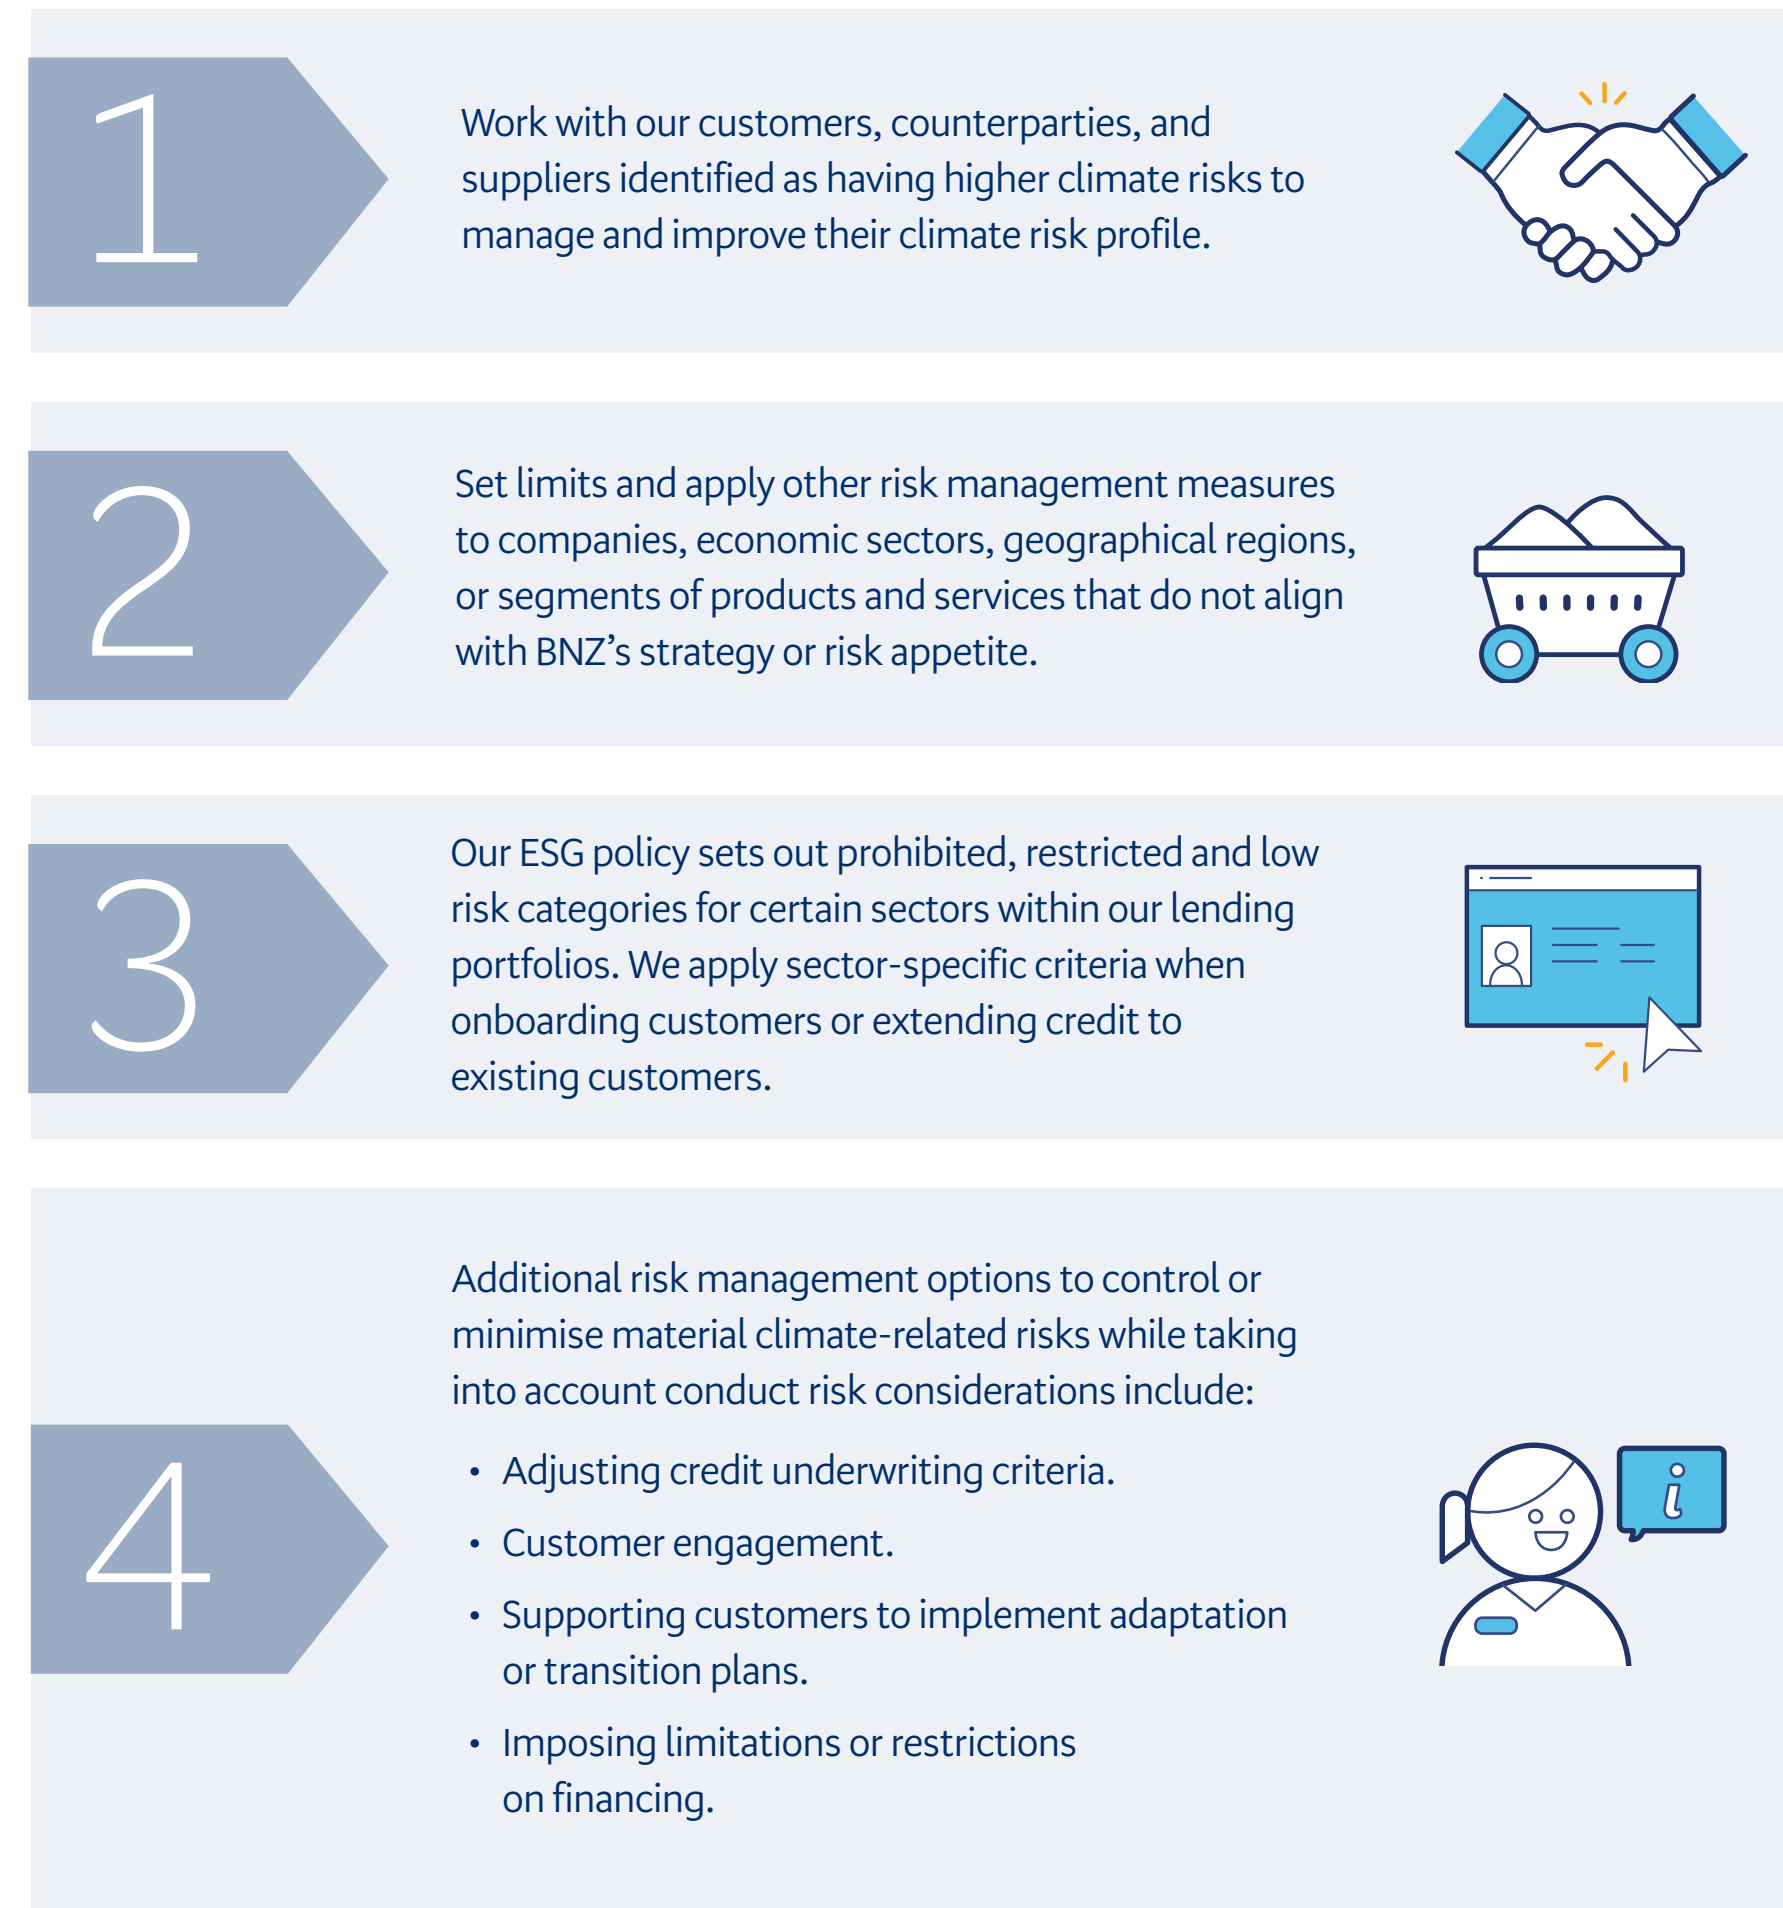 1
Work with our customers, counterparties, and
suppliers identified as having higher climate risks to
manage and improve their climate risk profile.
2
Set limits and apply other risk management measures
to companies, economic sectors, geographical regions,
or segments of products and services that do not align
with BNZ’s strategy or risk appetite.
3
Our ESG policy sets out prohibited, restricted and low
risk categories for certain sectors within our lending
portfolios. We apply sector-specific criteria when
onboarding customers or extending credit to
existing customers.
4
Additional risk management options to control or
minimise material climate-related risks while taking
into account conduct risk considerations include:
• Adjusting credit underwriting criteria.
• Customer engagement.
• Supporting customers to implement adaptation
or transition plans.
• Imposing limitations or restrictions
on financing.
i